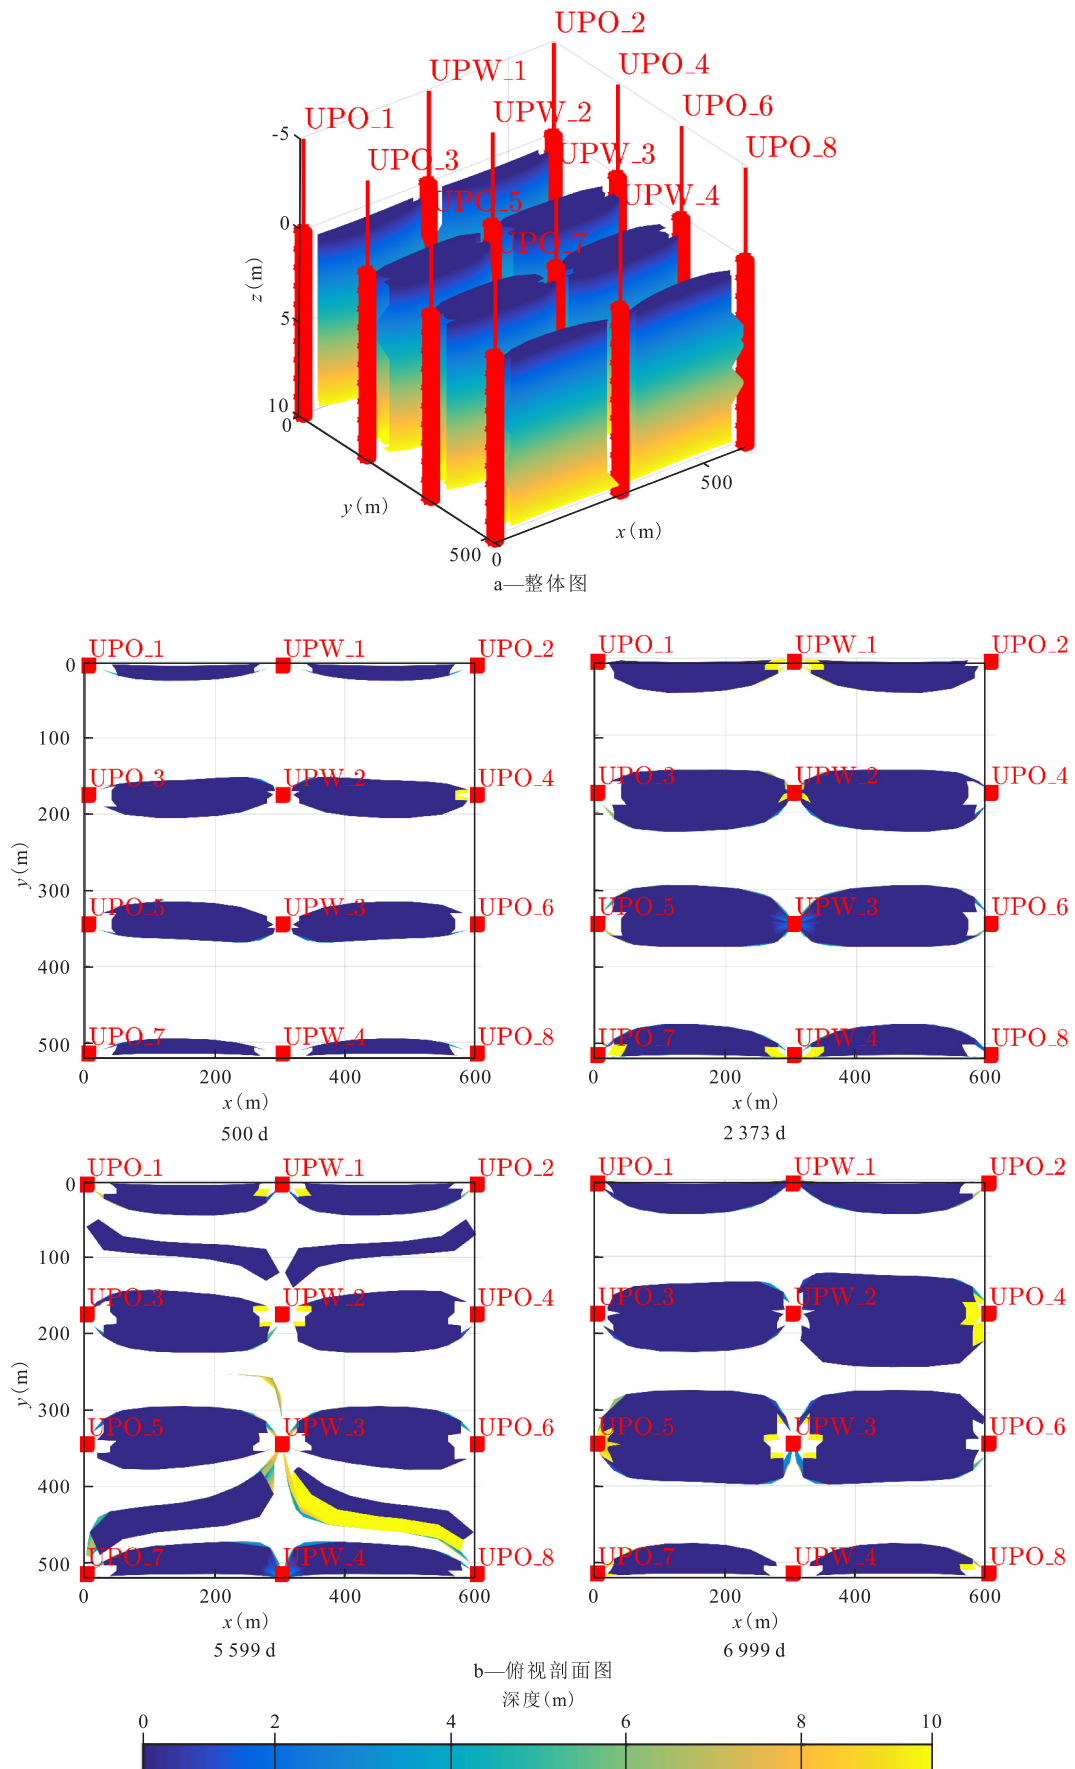 UPO_2
UPO_4
UPW_1
UPO_6
UPW_2
UPO_1
UPO_8
UPW_3
UPO_3
UPW_4
UPO_5
UPO_7
-5
0
5
10
z(m)
0
y(m)
500
0
x(m)
500
a—整体图
UPO_1 UPW_1 UPO_2
UPO_3 UPW_2 UPO_4
UPO_5 UPW_3 UPO_6
UPO_7 UPW_4 UPO_8
0
100
200
300
400
500
y(m)
0 200 400 600
x(m)
500 d
UPO_1 UPW_1 UPO_2
UPO_3 UPW_2 UPO_4
UPO_5 UPW_3 UPO_6
UPO_7 UPW_4 UPO_8
0 200 400 600
x(m)
2 373 d
UPO_1 UPW_1 UPO_2
UPO_3 UPW_2 UPO_4
UPO_5 UPW_3 UPO_6
UPO_7 UPW_4 UPO_8
0
100
200
300
400
500
y(m)
0 200 400 600
x(m)
5 599 d
UPO_1 UPW_1 UPO_2
UPO_3 UPW_2 UPO_4
UPO_5 UPW_3 UPO_6
UPO_7 UPW_4 UPO_8
0 200 400 600
x(m)
6 999 d
b—俯视剖面图
深度(m)
0 2 4 6 8 10